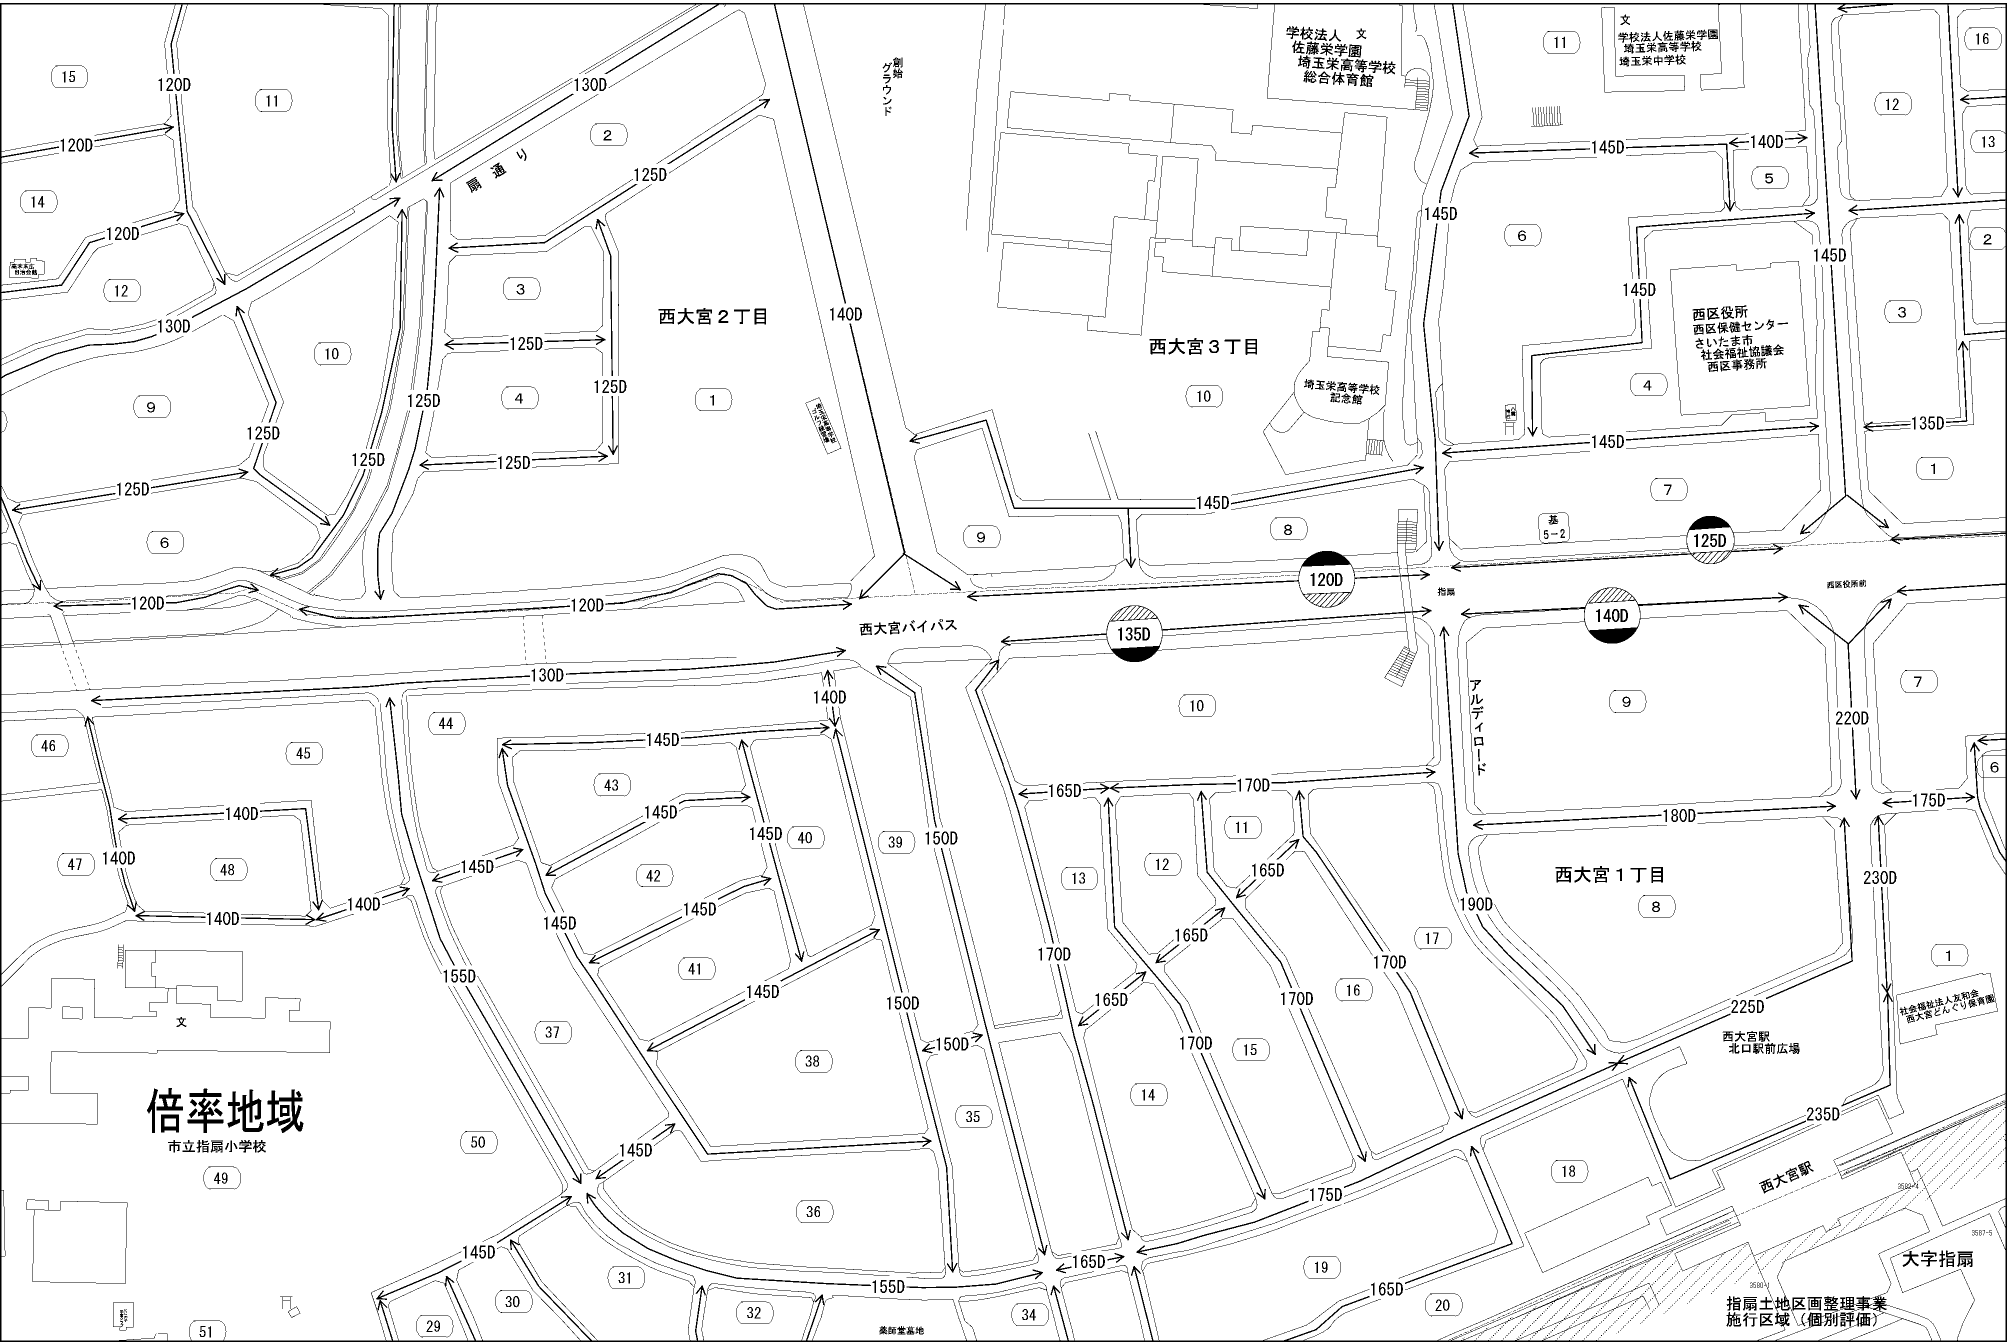 15
11
120D
130D
2
創始
グラウンド
学校法人 文
佐藤栄学園
埼玉栄高等学校
総合体育館
11
文
学校法人佐藤栄学園
埼玉栄高等学校
埼玉栄中学校
16
12
120D
扇通り
125D
145D
140D
13
14
5
120D
145D
6
2
12
3
145D
145D
130D
10
西大宮2丁目
140D
西大宮3丁目
西区役所
西区保健センター
さいたま市
社会福祉協議会
西区事務所
3
125D
9
125D
125D
4
1
10
埼玉栄高等学校
記念館
4
125D
125D
125D
145D
135D
125D
145D
7
1
6
9
8
基
5-2
125D
120D
120D
120D
指扇
西区役所前
西大宮バイパス
135D
140D
130D
140D
アルディロード
46
45
44
145D
10
9
7
220D
43
165D
170D
6
140D
145D
145D
40
39
150D
11
180D
175D
47
140D
48
145D
42
13
12
165D
西大宮1丁目
230D
140D
140D
145D
145D
190D
8
155D
41
145D
170D
165D
17
170D
1
文
37
150D
165D
170D
16
225D
社会福祉法人友和会
西大宮どんぐり保育園
150D
170D
15
西大宮駅
北口駅前広場
38
倍率地域
市立指扇小学校
35
14
235D
50
145D
49
36
175D
18
西大宮駅
3582-4
145D
165D
3587-5
31
155D
19
165D
大字指扇
3580-1
30
29
32
34
20
51
薬師堂墓地
指扇土地区画整理事業
施行区域(個別評価)